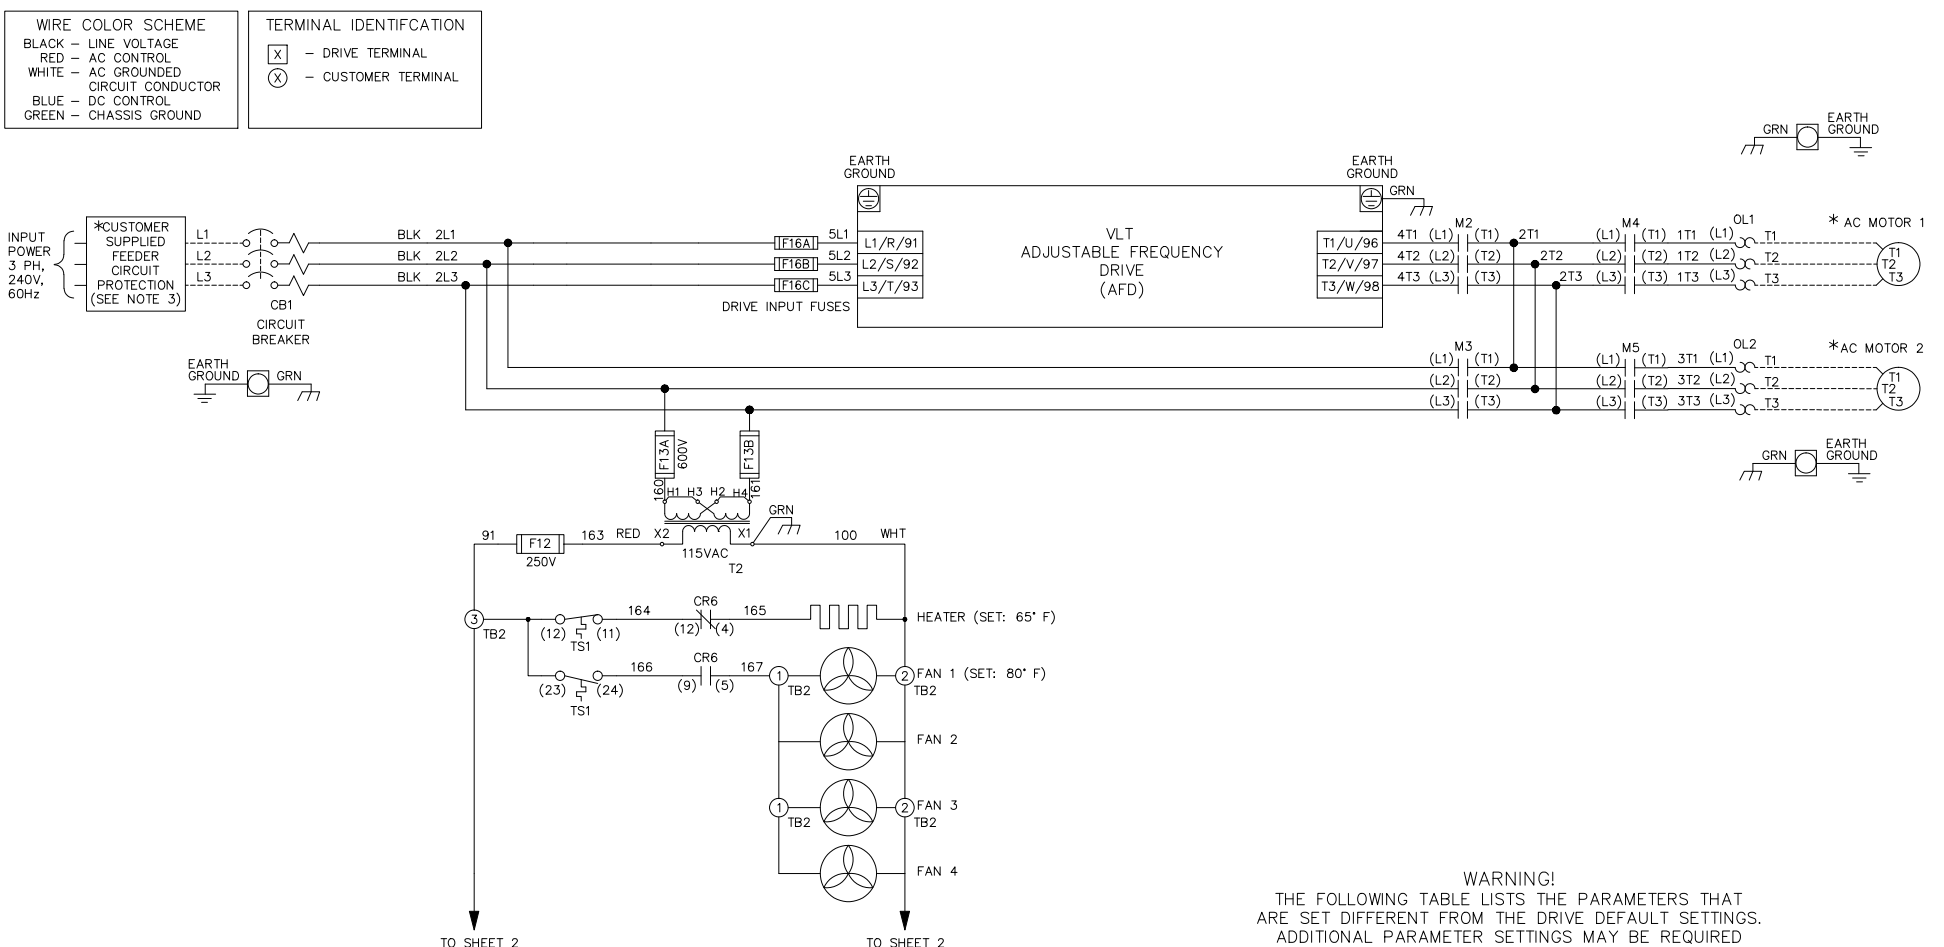 WIRE COLOR SCHEME
BLACK – LINE VOLTAGE
RED – AC CONTROL
WHITE – AC GROUNDED
CIRCUIT CONDUCTOR
BLUE – DC CONTROL
GREEN – CHASSIS GROUND
TERMINAL IDENTIFCATION
X – DRIVE TERMINAL
X – CUSTOMER TERMINAL
GRN
EARTH
GROUND
INPUT
POWER
3 PH,
240V,
60Hz
*CUSTOMER
SUPPLIED
FEEDER
CIRCUIT
PROTECTION
(SEE NOTE 3)
L1
L2
L3
CB1
CIRCUIT
BREAKER
BLK 2L1
BLK 2L2
BLK 2L3
F16A
F16B
F16C
5L1
5L2
5L3
DRIVE INPUT FUSES
EARTH
GROUND
L1/R/91
L2/S/92
L3/T/93
VLT
ADJUSTABLE FREQUENCY
DRIVE
(AFD)
EARTH
GROUND
GRN
T1/U/96
T2/V/97
T3/W/98
4T1 (L1) M2 (T1) 2T1 (L1) M4 (T1) 1T1 (L1) OL1 T1
4T2 (L2) (T2) 2T2 (L2) (T2) 1T2 (L2) T2
4T3 (L3) (T3) 2T3 (L3) (T3) 1T3 (L3) T3
* AC MOTOR 1
T1
T2
T3
EARTH
GROUND
GRN
(L1) M3 (T1) (L1) M5 (T1) 3T1 (L1) OL2 T1
(L2) (T2) (L2) (T2) 3T2 (L2) T2
(L3) (T3) (L3) (T3) 3T3 (L3) T3
*AC MOTOR 2
T1
T2
T3
GRN
EARTH
GROUND
F13A
600V
F13B
160
H1 H3 H2 H4
161
GRN
91
F12
250V
163 RED X2
115VAC
X1
T2
100 WHT
3
TB2
(12) (11)
TS1
164
CR6
(12) (4)
165
HEATER (SET: 65° F)
(23) (24)
TS1
166
CR6
(9) (5)
167
1
TB2
2
TB2
FAN 1 (SET: 80° F)
FAN 2
1
TB2
2
TB2
FAN 3
FAN 4
TO SHEET 2
TO SHEET 2
WARNING!
THE FOLLOWING TABLE LISTS THE PARAMETERS THAT
ARE SET DIFFERENT FROM THE DRIVE DEFAULT SETTINGS.
ADDITIONAL PARAMETER SETTINGS MAY BE REQUIRED